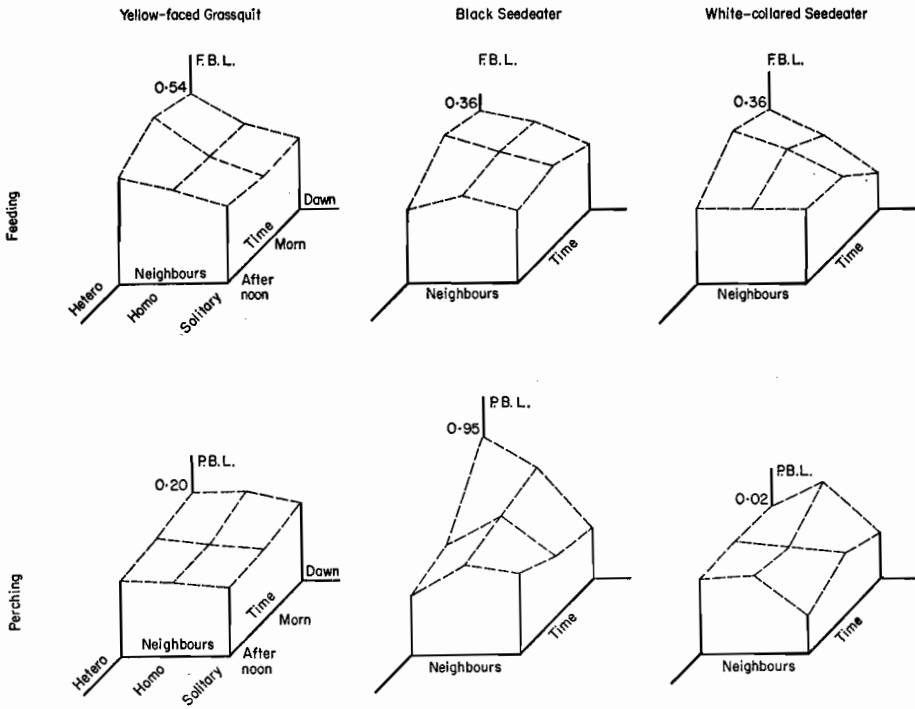 Yellow-faced Grassquit
Black Seedeater
White-collared Seedeater
Feeding
F.B.L.
0·54
Dawn
Time
Morn
After
noon
Neighbours
Hetero
Homo
Solitary
F.B.L.
0·36
Time
Neighbours
F.B.L.
0·36
Time
Neighbours
Perching
P.B.L.
0·20
Dawn
Time
Morn
After
noon
Neighbours
Hetero
Homo
Solitary
P.B.L.
0·95
Time
Neighbours
P.B.L.
0·02
Time
Neighbours